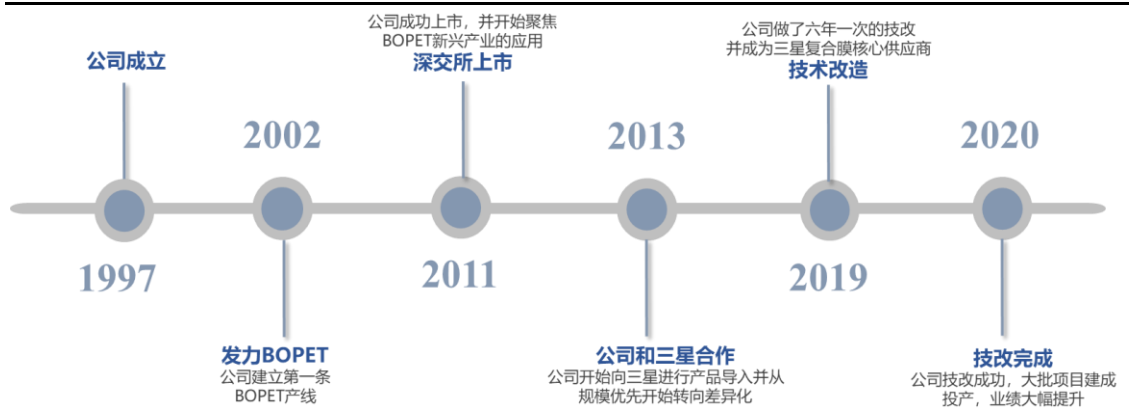 公司成立
1997
2002
发力BOPET
公司建立第一条
BOPET产线
公司成功上市，并开始聚焦
BOPET新兴产业的应用
深交所上市
2011
2013
公司和三星合作
公司开始向三星进行产品导入并从
规模优先开始转向差异化
公司做了六年一次的技改
并成为三星复合膜核心供应商
技术改造
2019
2020
技改完成
公司技改成功，大批项目建成
投产，业绩大幅提升